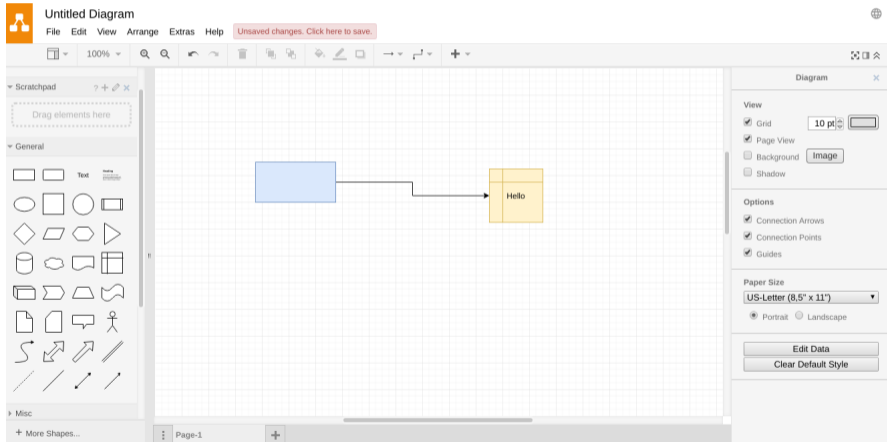 Untitled Diagram
File Edit View Arrange Extras Help Unsaved changes. Click here to save.
100%
Scratchpad
?
Drag elements here
General
Text
Misc
+ More Shapes...
Hello
Page-1
Diagram
View
Grid 10 pt
Page View
Background Image
Shadow
Options
Connection Arrows
Connection Points
Guides
Paper Size
US-Letter (8,5" x 11")
Portrait Landscape
Edit Data
Clear Default Style